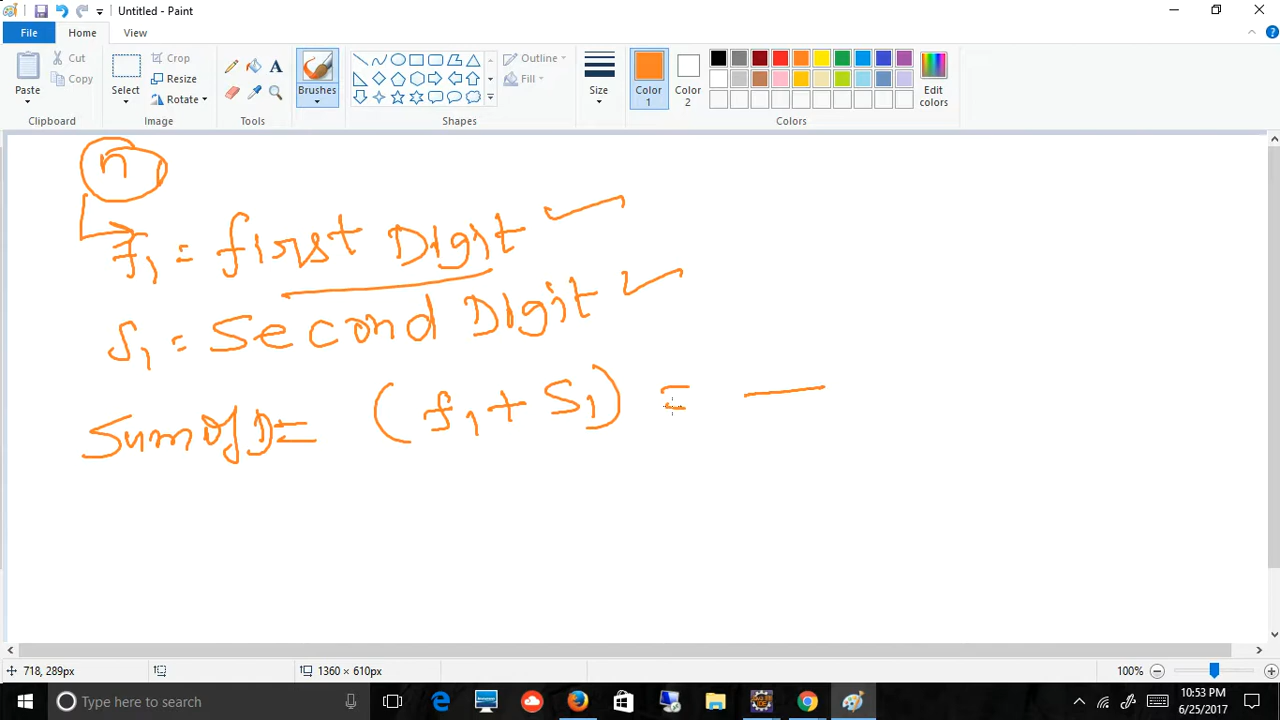 Untitled - Paint
File Home View
Paste Cut Copy
Clipboard
Select Crop Resize Rotate
Image
Tools
Brushes
Shapes
Outline
Fill
Size
Color 1
Color 2
Edit colors
Colors
n
f1 = first Digit
S1 = Second Digit
SumOfD= (f1 + S1) =
718, 289px
1360 × 610px
100%
Type here to search
10:53 PM
6/25/2017